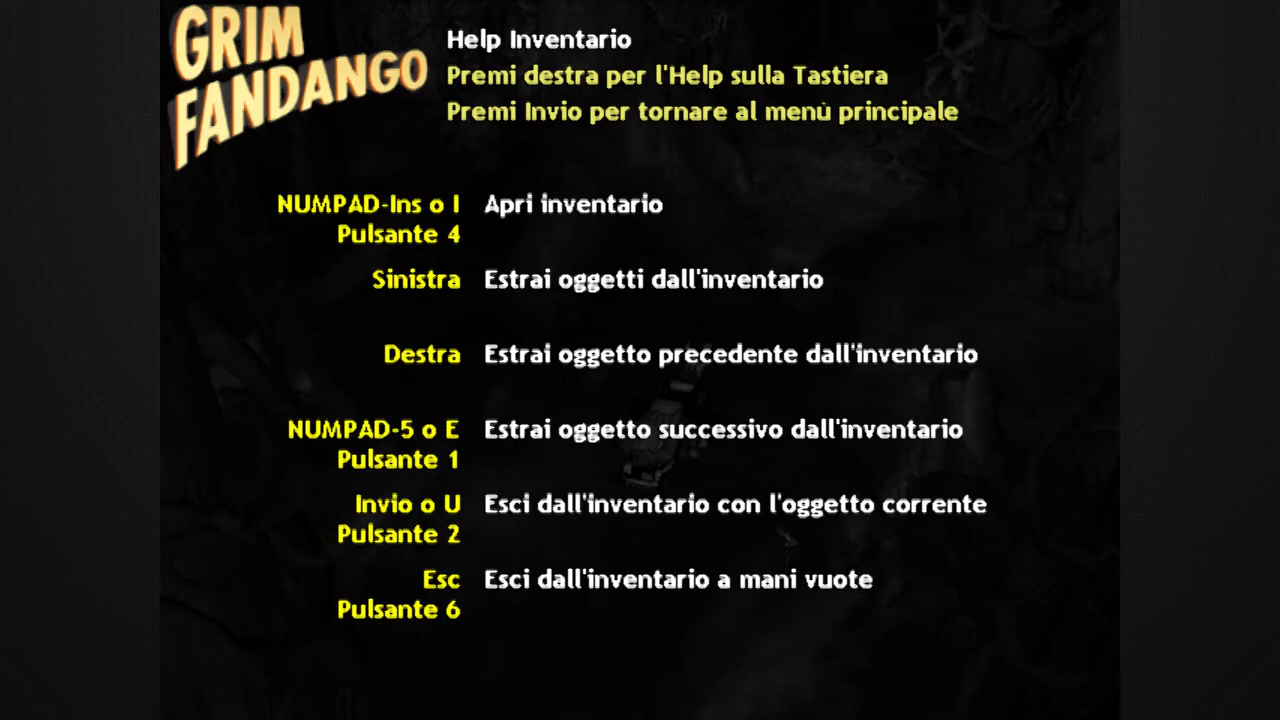 GRIM
FANDANGO
Help Inventario
Premi destra per l'Help sulla Tastiera
Premi Invio per tornare al menù principale
NUMPAD-Ins o I Apri inventario
Pulsante 4
Sinistra Estrai oggetti dall'inventario
Destra Estrai oggetto precedente dall'inventario
NUMPAD-5 o E Estrai oggetto successivo dall'inventario
Pulsante 1
Invio o U Esci dall'inventario con l'oggetto corrente
Pulsante 2
Esc Esci dall'inventario a mani vuote
Pulsante 6